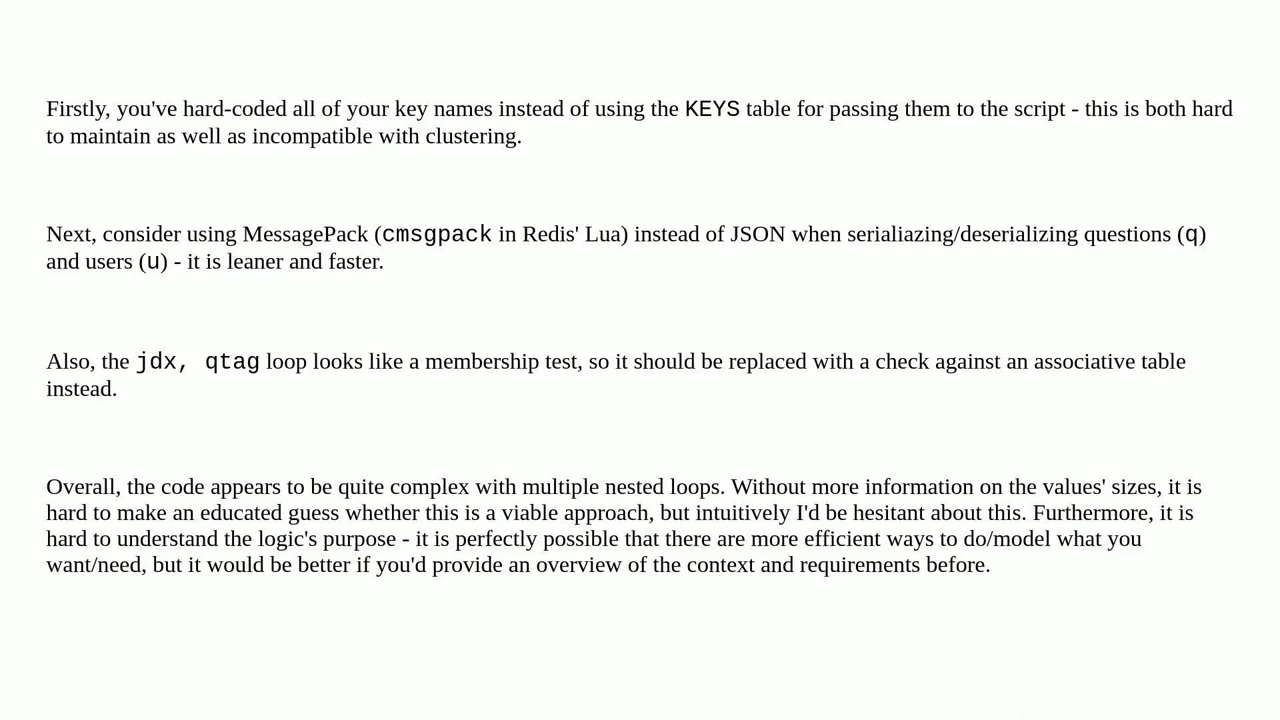 Firstly, you've hard-coded all of your key names instead of using the KEYS table for passing them to the script - this is both hard
to maintain as well as incompatible with clustering.
Next, consider using MessagePack (cmsgpack in Redis' Lua) instead of JSON when serialiazing/deserializing questions (q)
and users (u) - it is leaner and faster.
Also, the jdx, qtag loop looks like a membership test, so it should be replaced with a check against an associative table
instead.
Overall, the code appears to be quite complex with multiple nested loops. Without more information on the values' sizes, it is
hard to make an educated guess whether this is a viable approach, but intuitively I'd be hesitant about this. Furthermore, it is
hard to understand the logic's purpose - it is perfectly possible that there are more efficient ways to do/model what you
want/need, but it would be better if you'd provide an overview of the context and requirements before.